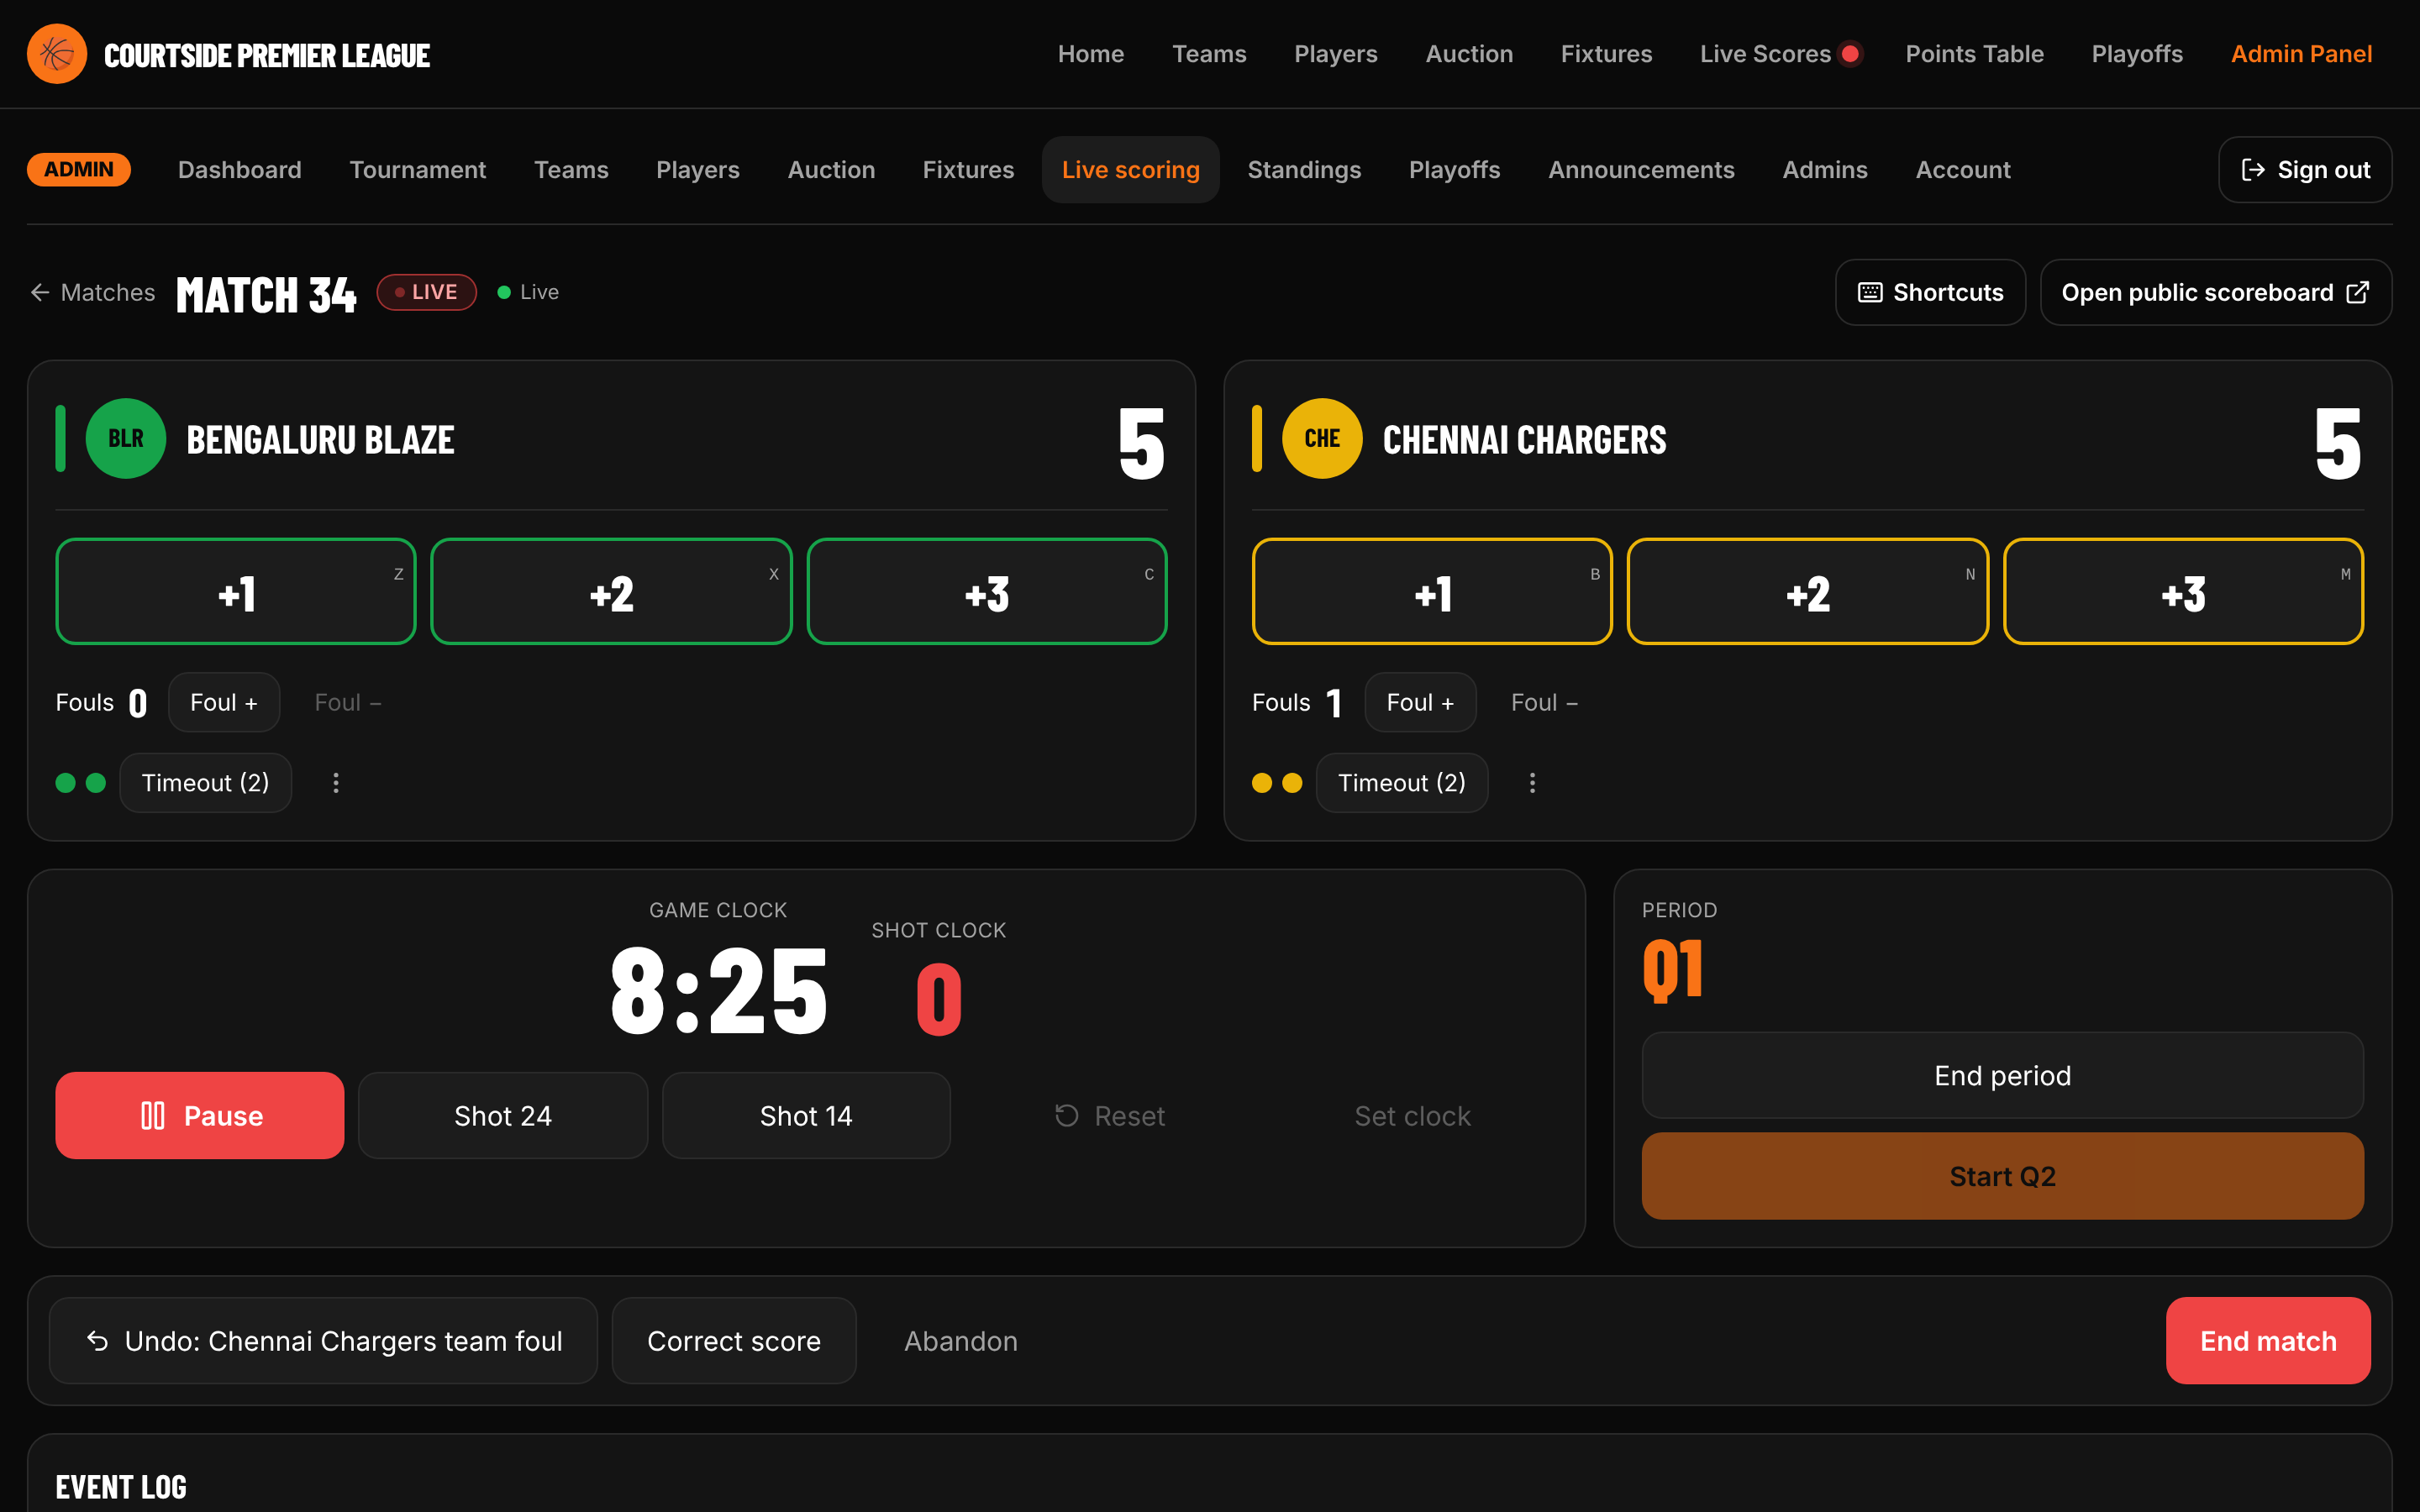 COURTSIDE PREMIER LEAGUE
Home Teams Players Auction Fixtures Live Scores Points Table Playoffs Admin Panel
ADMIN Dashboard Tournament Teams Players Auction Fixtures Live scoring Standings Playoffs Announcements Admins Account Sign out
Matches MATCH 34 LIVE Live Shortcuts Open public scoreboard
BLR BENGALURU BLAZE 5
+1 Z +2 X +3 C
Fouls 0 Foul + Foul −
Timeout (2)
CHE CHENNAI CHARGERS 5
+1 B +2 N +3 M
Fouls 1 Foul + Foul −
Timeout (2)
GAME CLOCK
8:25
SHOT CLOCK
0
Pause Shot 24 Shot 14 Reset Set clock
PERIOD
Q1
End period
Start Q2
Undo: Chennai Chargers team foul Correct score Abandon End match
EVENT LOG